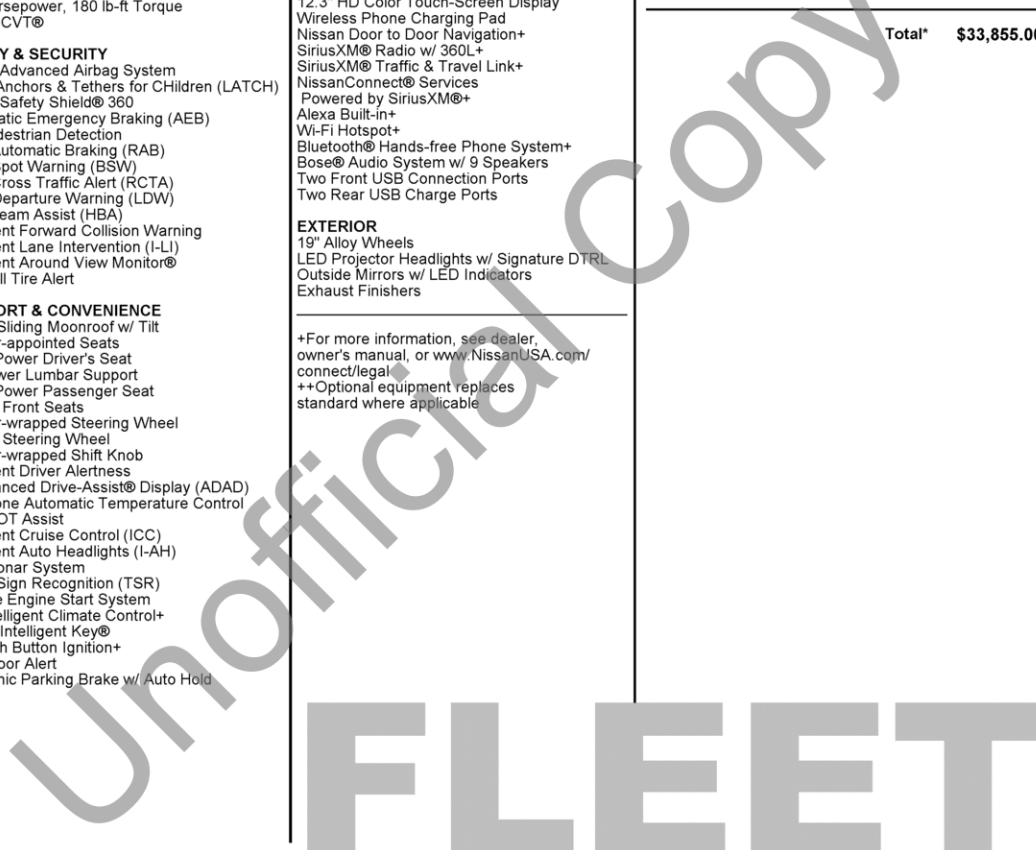 rsepower, 180 lb-ft Torque
CVT®
Y & SECURITY
Advanced Airbag System
Anchors & Tethers for CHildren (LATCH)
Safety Shield® 360
atic Emergency Braking (AEB)
destrian Detection
utomatic Braking (RAB)
pot Warning (BSW)
ross Traffic Alert (RCTA)
Departure Warning (LDW)
eam Assist (HBA)
ent Forward Collision Warning
ent Lane Intervention (I-LI)
ent Around View Monitor®
ll Tire Alert
ORT & CONVENIENCE
Sliding Moonroof w/ Tilt
r-appointed Seats
Power Driver's Seat
wer Lumbar Support
Power Passenger Seat
Front Seats
r-wrapped Steering Wheel
Steering Wheel
r-wrapped Shift Knob
ent Driver Alertness
anced Drive-Assist® Display (ADAD)
one Automatic Temperature Control
OT Assist
ent Cruise Control (ICC)
ent Auto Headlights (I-AH)
onar System
Sign Recognition (TSR)
e Engine Start System
elligent Climate Control+
Intelligent Key®
h Button Ignition+
oor Alert
nic Parking Brake w/ Auto Hold
12.3" HD Color Touch-Screen Display
Wireless Phone Charging Pad
Nissan Door to Door Navigation+
SiriusXM® Radio w/ 360L+
SiriusXM® Traffic & Travel Link+
NissanConnect® Services
Powered by SiriusXM®+
Alexa Built-in+
Wi-Fi Hotspot+
Bluetooth® Hands-free Phone System+
Bose® Audio System w/ 9 Speakers
Two Front USB Connection Ports
Two Rear USB Charge Ports
EXTERIOR
19" Alloy Wheels
LED Projector Headlights w/ Signature DTRL
Outside Mirrors w/ LED Indicators
Exhaust Finishers
+For more information, see dealer,
owner's manual, or www.NissanUSA.com/
connect/legal
++Optional equipment replaces
standard where applicable
Total* $33,855.00
Unofficial Copy
FLEET